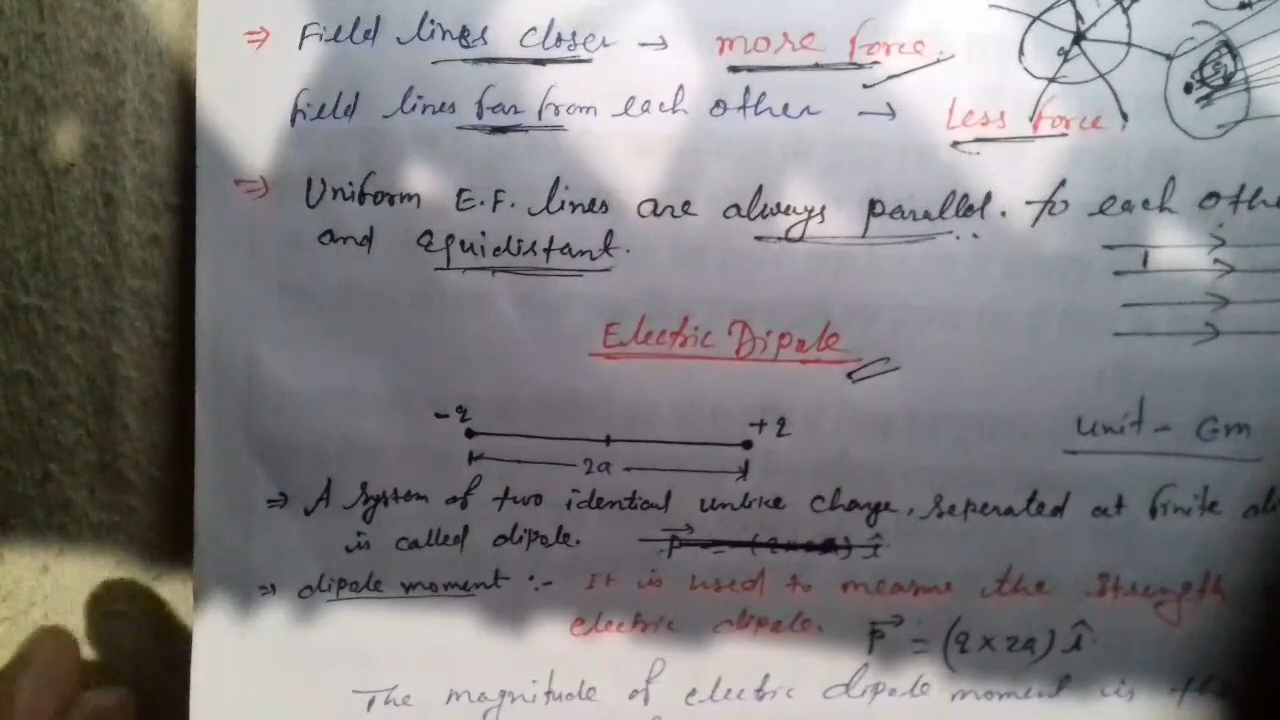 ⇒ Field lines closer → more force.
field lines far from each other → Less force.
⇒ Uniform E.F. lines are always parallel. to each othe
and equidistant.
Electric Dipole
-q +q
2a
unit - Cm
⇒ A system of two identical unlike charge, seperated at finite
is called dipole.
⇒ dipole moment :- It is used to measure the strength
electric dipole. p⃗ = (q × 2a) î
The magnitude of electric dipole moment is the